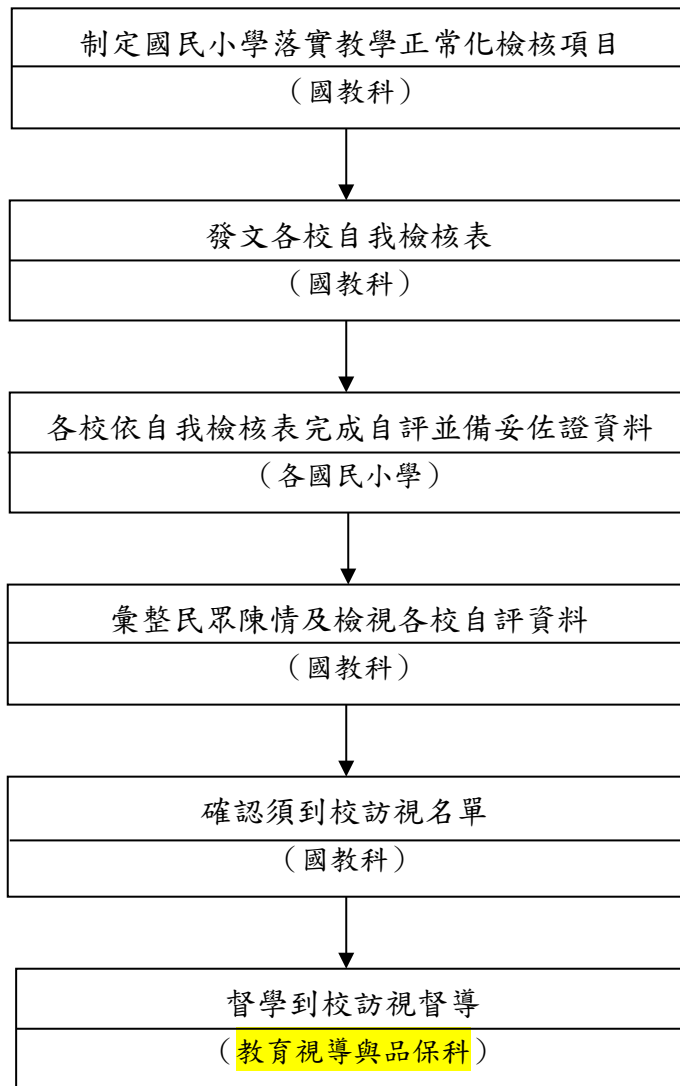 制定國民小學落實教學正常化檢核項目
（國教科）
發文各校自我檢核表
（國教科）
各校依自我檢核表完成自評並備妥佐證資料
（各國民小學）
彙整民眾陳情及檢視各校自評資料
（國教科）
確認須到校訪視名單
（國教科）
督學到校訪視督導
（教育視導與品保科）